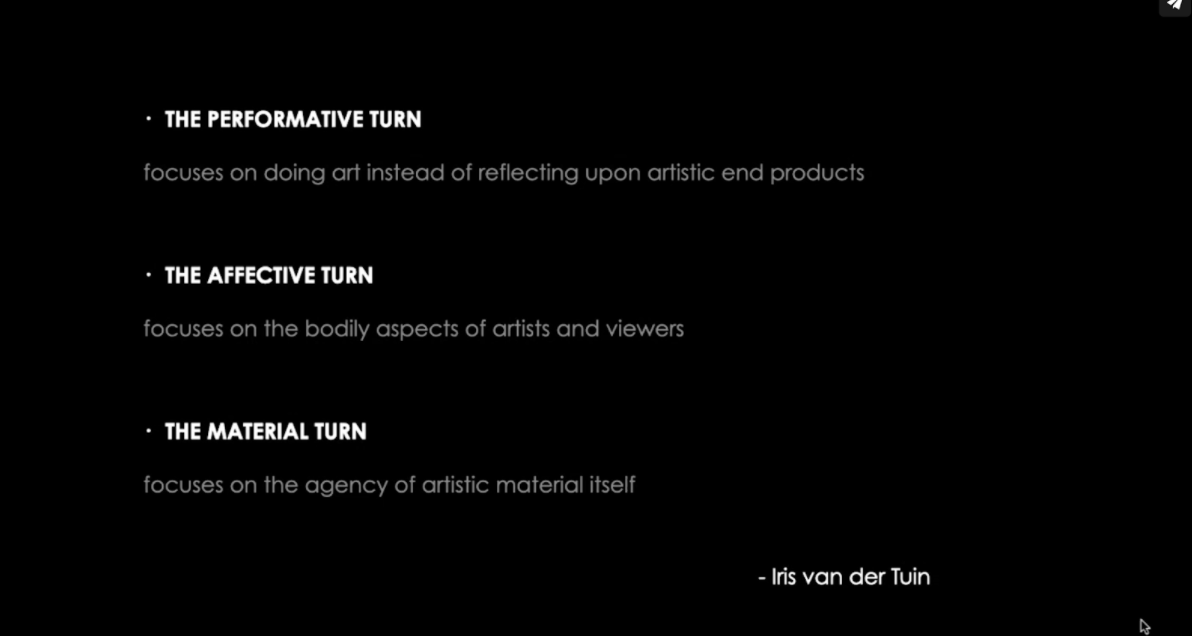 · THE PERFORMATIVE TURN
focuses on doing art instead of reflecting upon artistic end products
· THE AFFECTIVE TURN
focuses on the bodily aspects of artists and viewers
· THE MATERIAL TURN
focuses on the agency of artistic material itself
- Iris van der Tuin